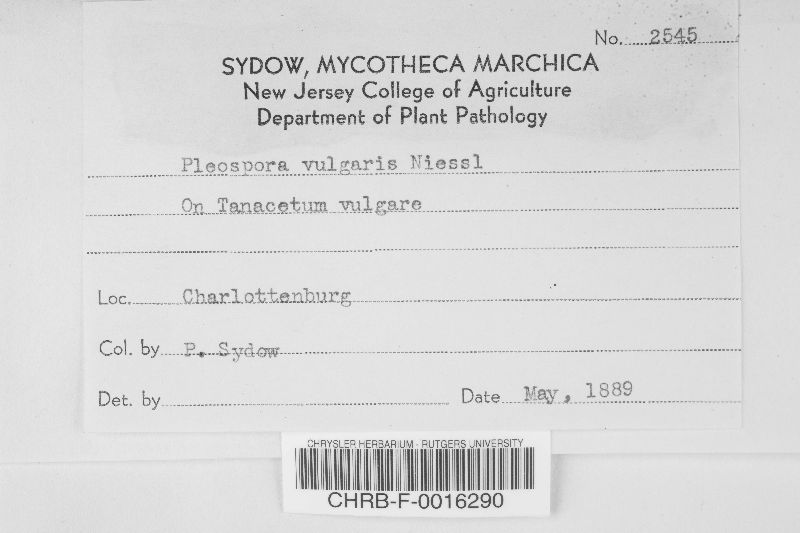 No. 2545
SYDOW, MYCOTHECA MARCHICA
New Jersey College of Agriculture
Department of Plant Pathology
Pleospora vulgaris Niessl
On Tanacetum vulgare
Loc. Charlottenburg
Col. by P. Sydow
Det. by
Date May, 1889
CHRYSLER HERBARIUM - RUTGERS UNIVERSITY
CHRB-F-0016290